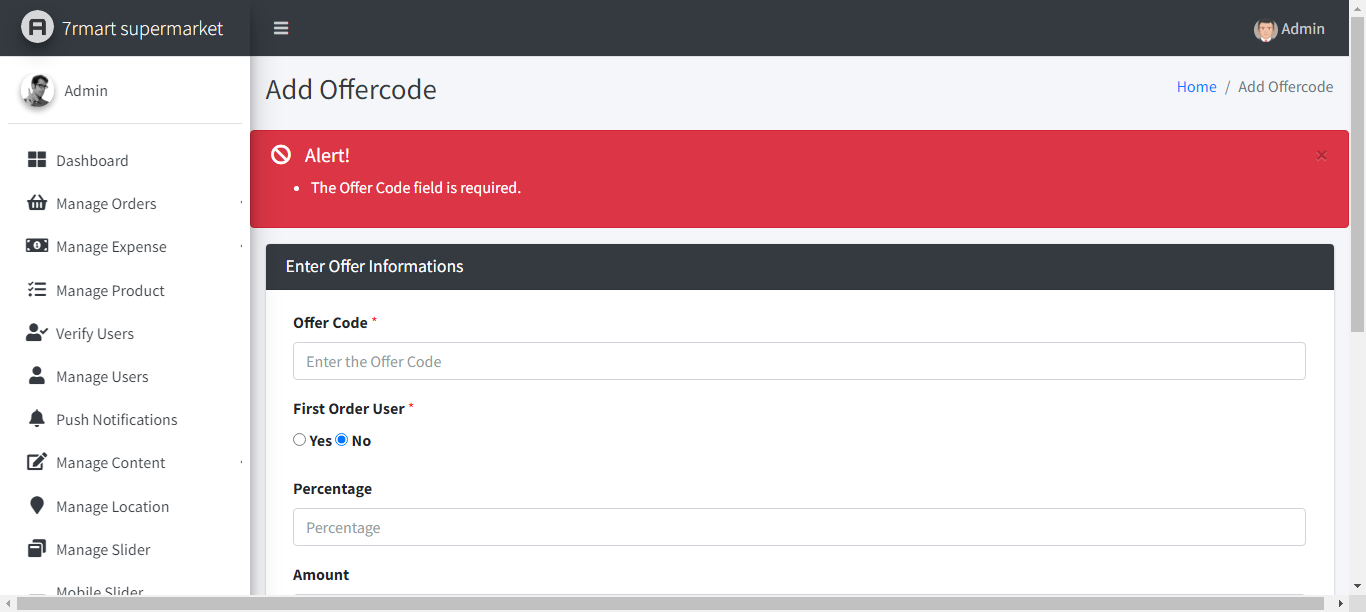 7rmart supermarket
Admin
Admin
Add Offercode
Home / Add Offercode
Alert!
×
The Offer Code field is required.
Dashboard
Manage Orders
Manage Expense
Manage Product
Verify Users
Manage Users
Push Notifications
Manage Content
Manage Location
Manage Slider
Mobile Slider
Enter Offer Informations
Offer Code *
Enter the Offer Code
First Order User *
Yes No
Percentage
Percentage
Amount